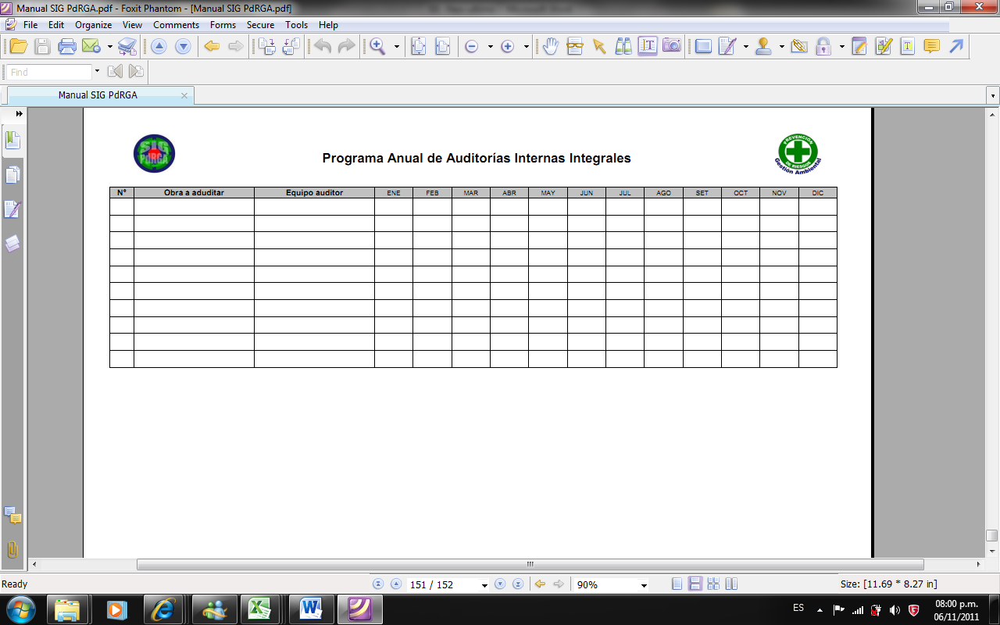 Manual SIG PdRGA.pdf - Foxit Phantom - [Manual SIG PdRGA.pdf]
File Edit Organize View Comments Forms Secure Tools Help
Find
Manual SIG PdRGA
SIG
PdRGA
Programa Anual de Auditorías Internas Integrales
PREVENCIÓN
DE RIESGOS
Gestión Ambiental
N° Obra a aduditar Equipo auditor ENE FEB MAR ABR MAY JUN JUL AGO SET OCT NOV DIC
Ready 151 / 152 90% Size: [11.69 * 8.27 in]
ES 08:00 p.m.
06/11/2011